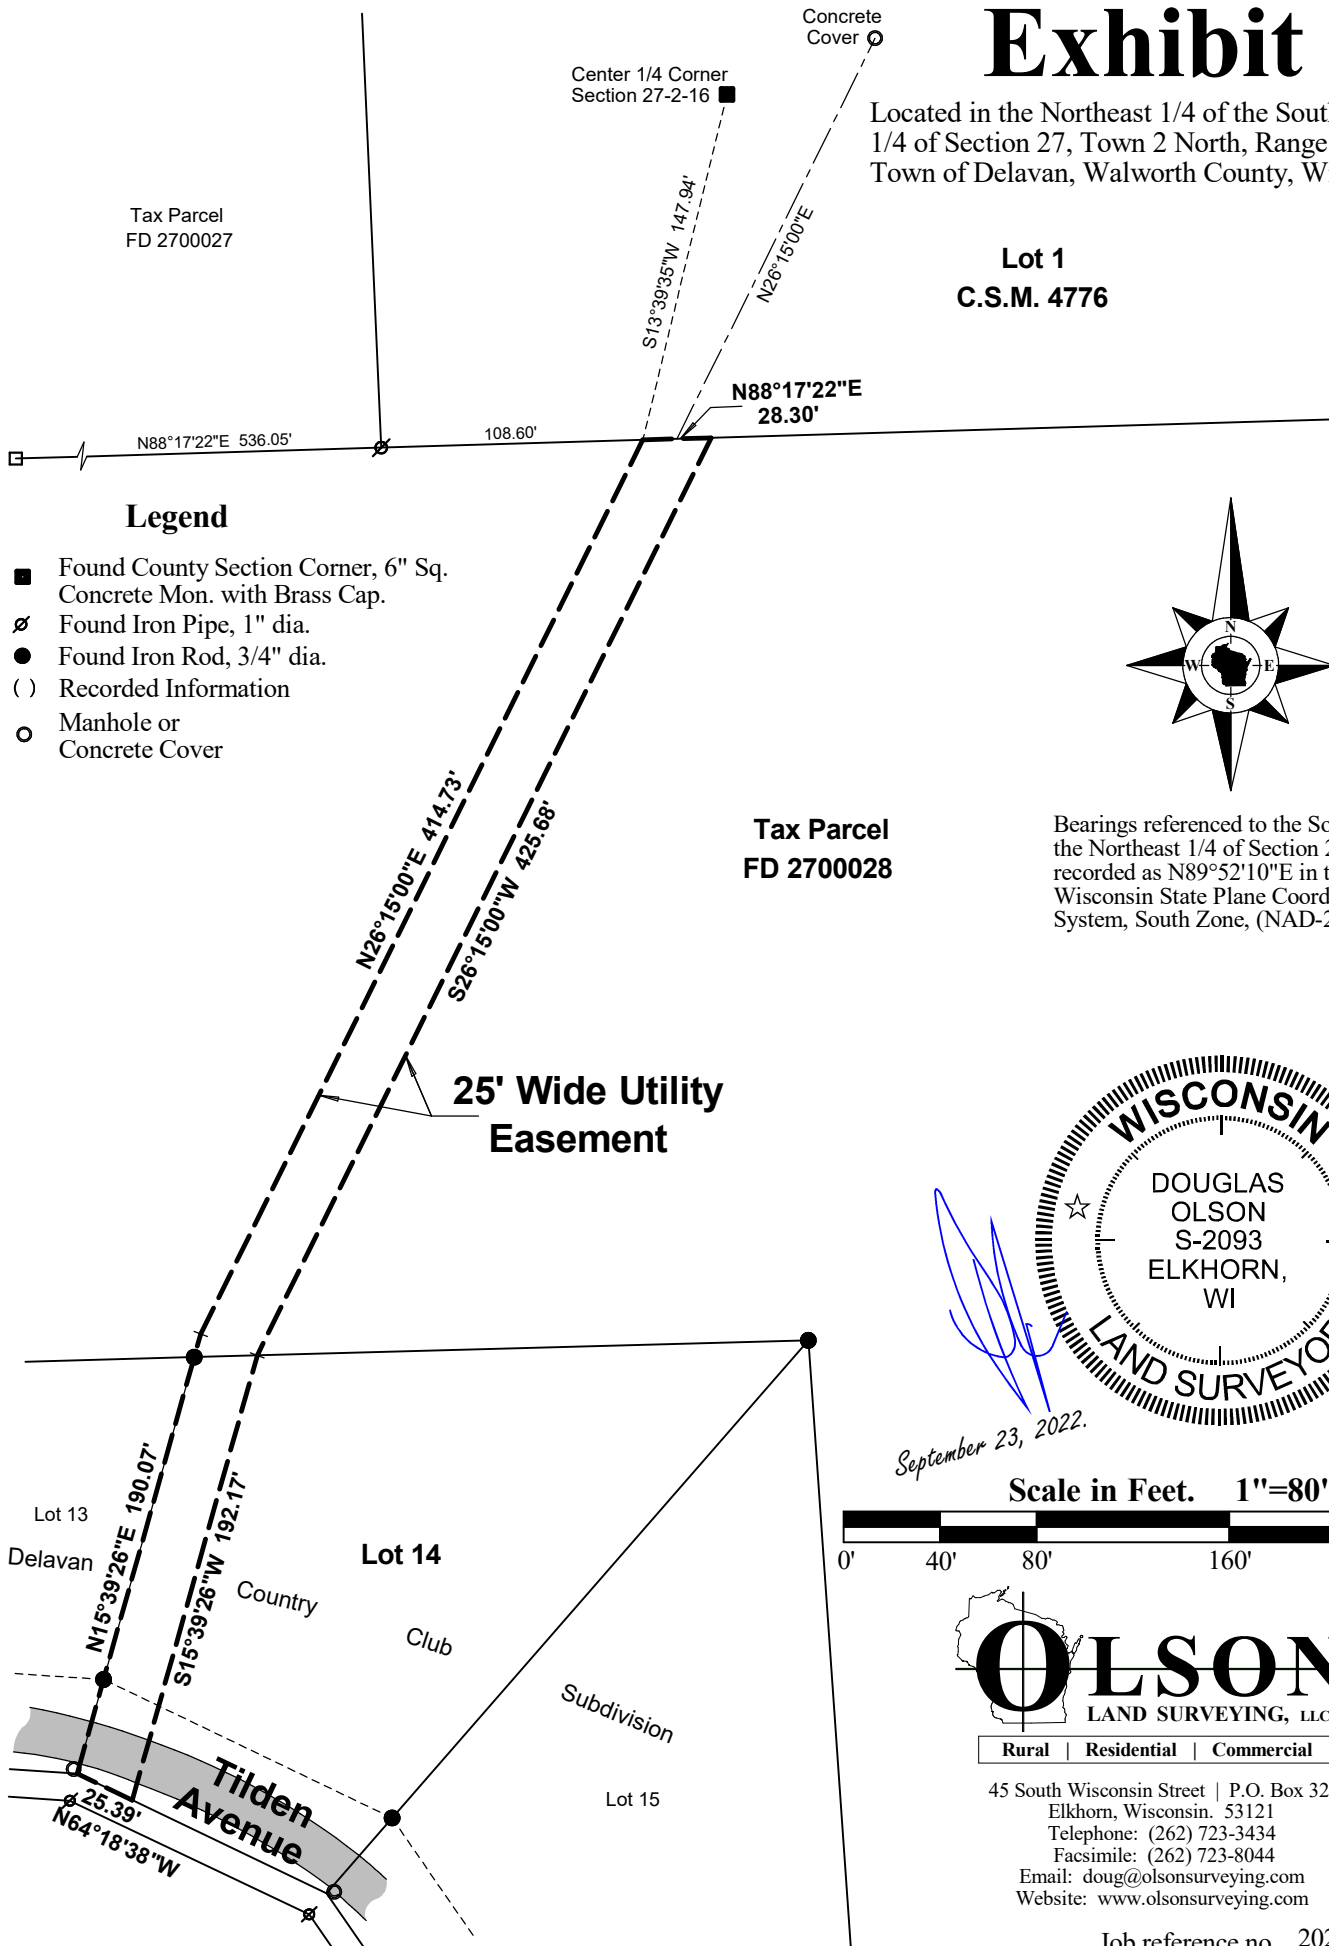 Exhibit
Located in the Northeast 1/4 of the
1/4 of Section 27, Town 2 North, Range
Town of Delavan, Walworth County,
Concrete
Cover
Center 1/4 Corner
Section 27-2-16
Tax Parcel
FD 2700027
S13°39'35"W 147.94'
N26°15'00"E
Lot 1
C.S.M. 4776
N88°17'22"E
28.30'
N88°17'22"E 536.05'
108.60'
Legend
Found County Section Corner, 6" Sq.
Concrete Mon. with Brass Cap.
Found Iron Pipe, 1" dia.
Found Iron Rod, 3/4" dia.
( ) Recorded Information
Manhole or
Concrete Cover
N
W E
S
N26°15'00"E 414.73'
S26°15'00"W 425.68'
Tax Parcel
FD 2700028
Bearings referenced to the
the Northeast 1/4 of Section
recorded as N89°52'10"E in
Wisconsin State Plane
System, South Zone,
25' Wide Utility
Easement
WISCONSIN
DOUGLAS
OLSON
S-2093
ELKHORN,
WI
LAND SURVEYOR
September 23, 2022.
Scale in Feet. 1"=80'
0' 40' 80' 160'
N15°39'26"E 190.07'
S15°39'26"W 192.17'
Lot 13
Delavan
Lot 14
Country
Club
Subdivision
Lot 15
Tilden
Avenue
25.39'
N64°18'38"W
OLSON
LAND SURVEYING, LLC
Rural | Residential | Commercial
45 South Wisconsin Street | P.O. Box
Elkhorn, Wisconsin. 53121
Telephone: (262) 723-3434
Facsimile: (262) 723-8044
Email: doug@olsonsurveying.com
Website: www.olsonsurveying.com
Job reference no.